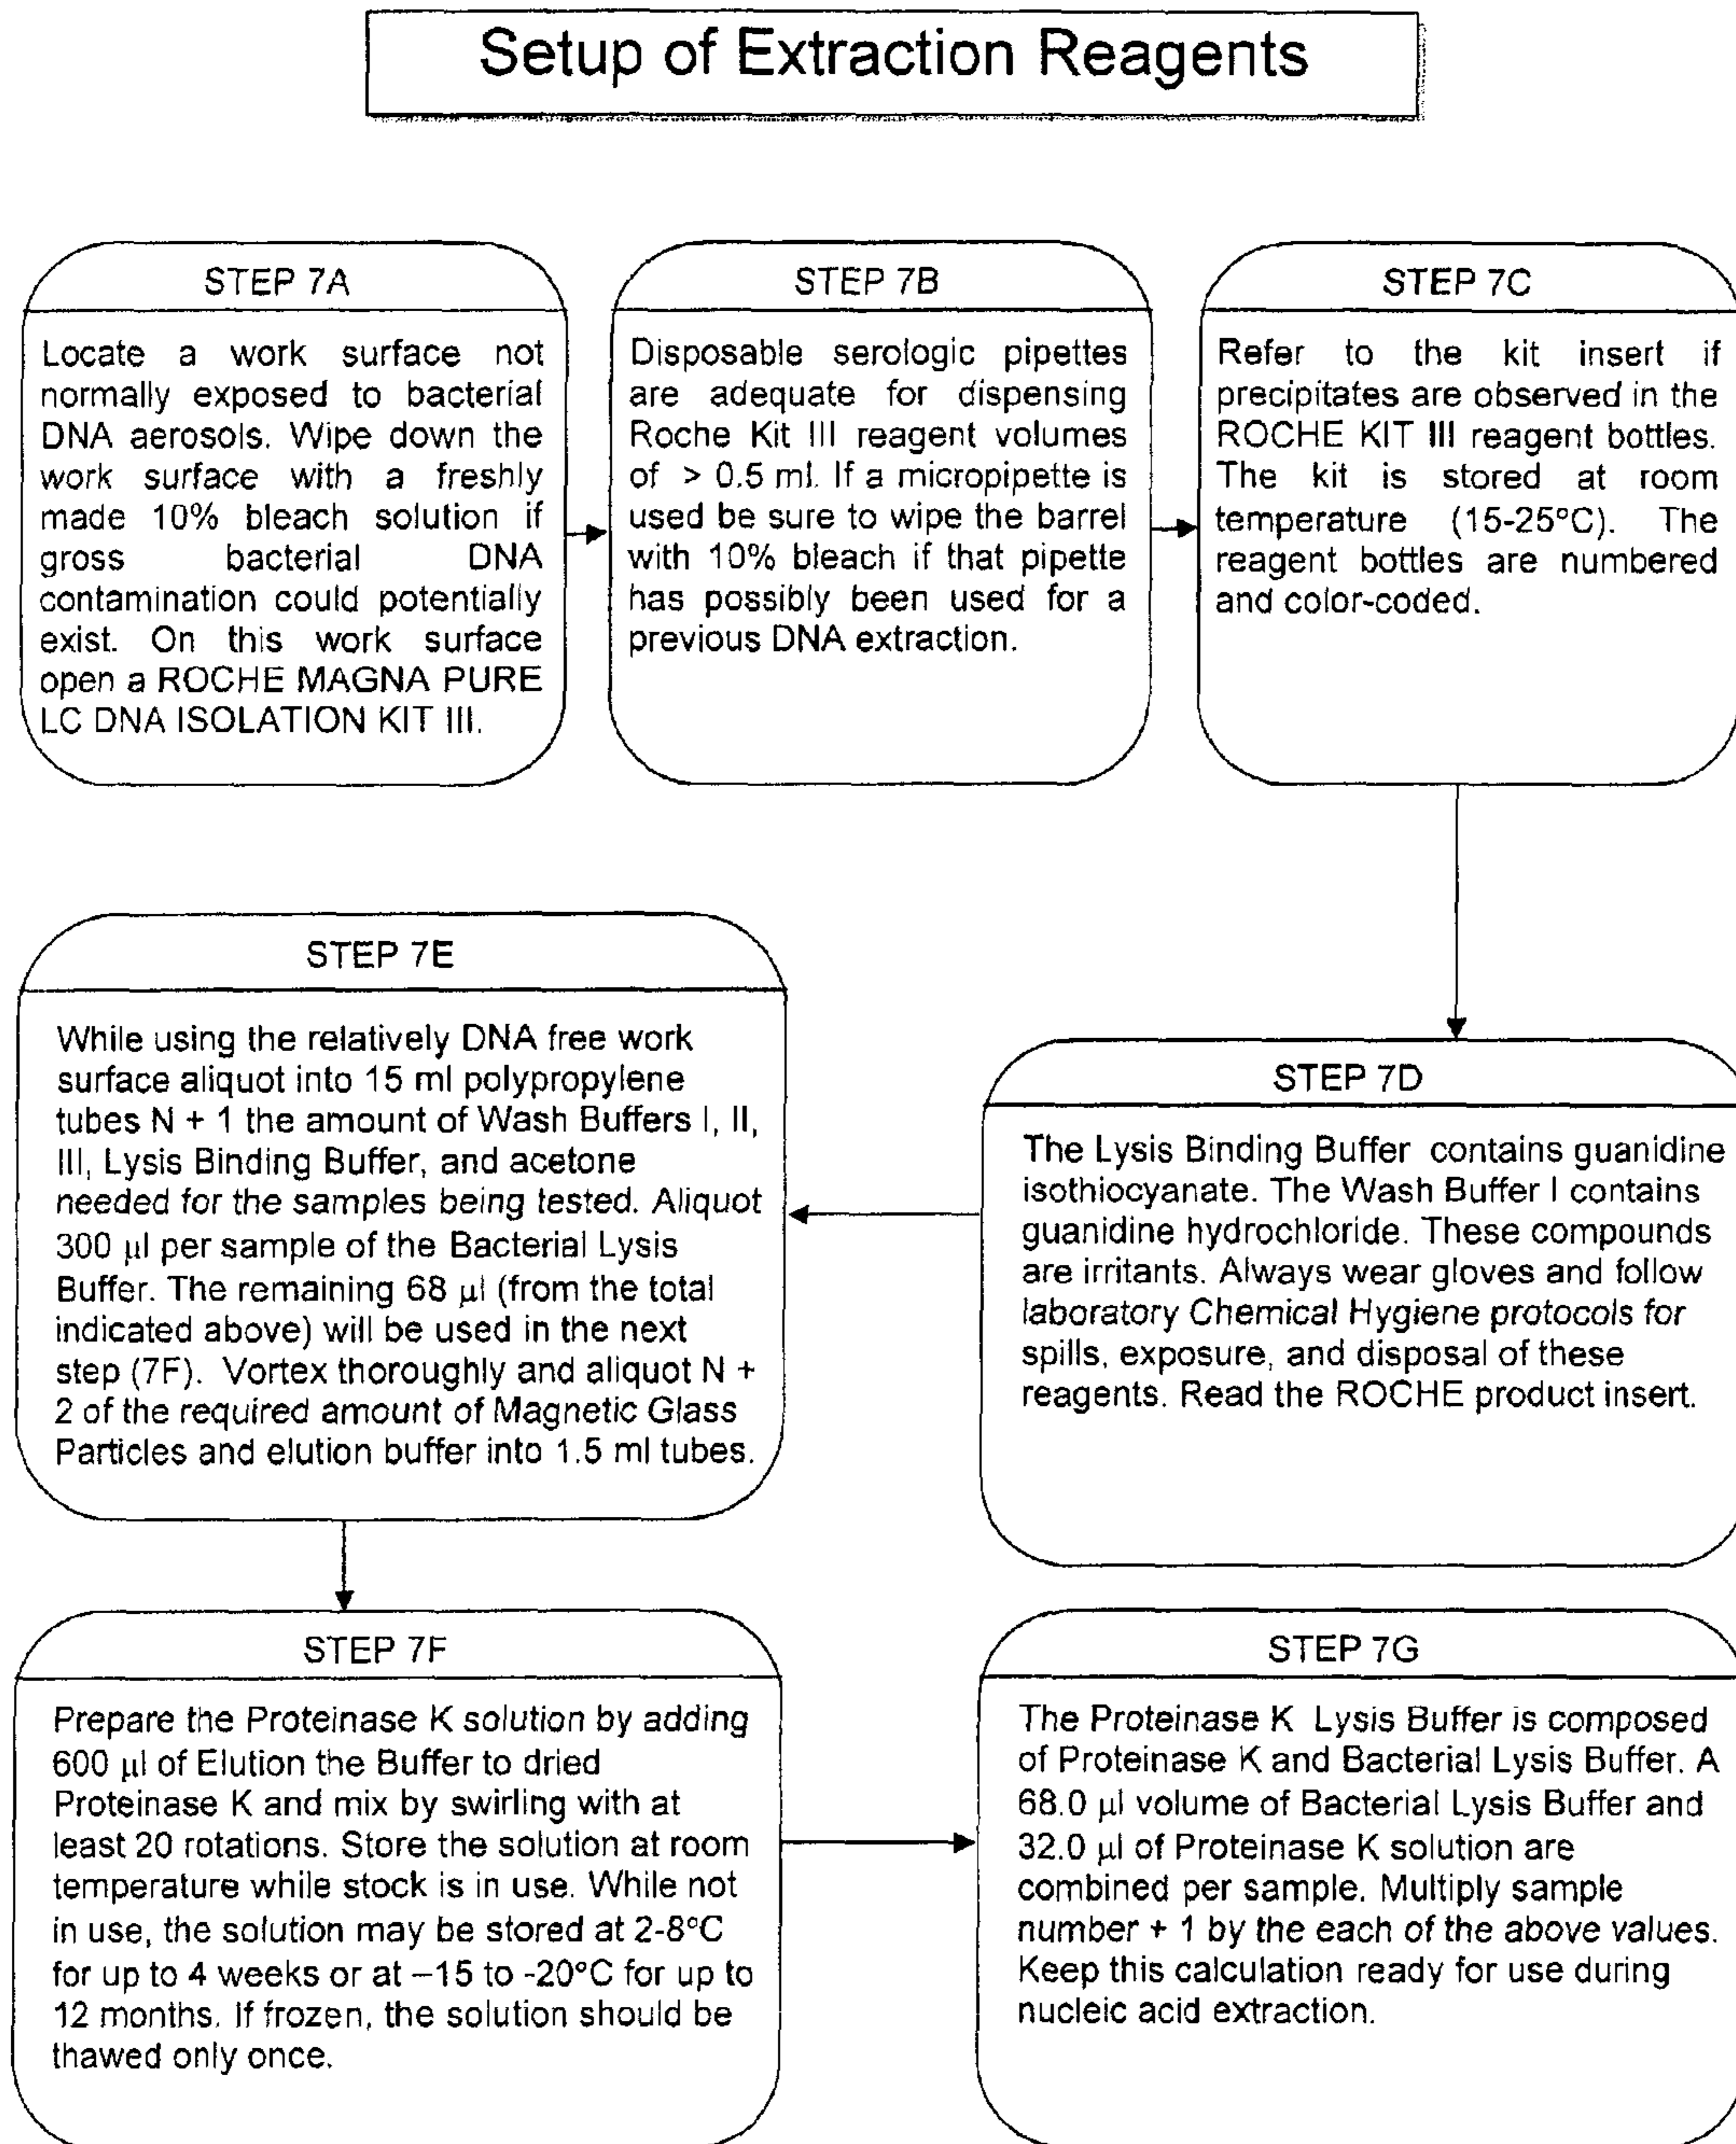 Setup of Extraction Reagents
STEP 7A
Locate a work surface not
normally exposed to bacterial
DNA aerosols. Wipe down the
work surface with a freshly
made 10% bleach solution if
gross bacterial DNA
contamination could potentially
exist. On this work surface
open a ROCHE MAGNA PURE
LC DNA ISOLATION KIT III.
STEP 7B
Disposable serologic pipettes
are adequate for dispensing
Roche Kit III reagent volumes
of > 0.5 ml. If a micropipette is
used be sure to wipe the barrel
with 10% bleach if that pipette
has possibly been used for a
previous DNA extraction.
STEP 7C
Refer to the kit insert if
precipitates are observed in the
ROCHE KIT III reagent bottles.
The kit is stored at room
temperature (15-25°C). The
reagent bottles are numbered
and color-coded.
STEP 7D
The Lysis Binding Buffer contains guanidine
isothiocyanate. The Wash Buffer I contains
guanidine hydrochloride. These compounds
are irritants. Always wear gloves and follow
laboratory Chemical Hygiene protocols for
spills, exposure, and disposal of these
reagents. Read the ROCHE product insert.
STEP 7E
While using the relatively DNA free work
surface aliquot into 15 ml polypropylene
tubes N + 1 the amount of Wash Buffers I, II,
III, Lysis Binding Buffer, and acetone
needed for the samples being tested. Aliquot
300 µl per sample of the Bacterial Lysis
Buffer. The remaining 68 µl (from the total
indicated above) will be used in the next
step (7F). Vortex thoroughly and aliquot N +
2 of the required amount of Magnetic Glass
Particles and elution buffer into 1.5 ml tubes.
STEP 7F
Prepare the Proteinase K solution by adding
600 µl of Elution the Buffer to dried
Proteinase K and mix by swirling with at
least 20 rotations. Store the solution at room
temperature while stock is in use. While not
in use, the solution may be stored at 2-8°C
for up to 4 weeks or at –15 to -20°C for up to
12 months. If frozen, the solution should be
thawed only once.
STEP 7G
The Proteinase K Lysis Buffer is composed
of Proteinase K and Bacterial Lysis Buffer. A
68.0 µl volume of Bacterial Lysis Buffer and
32.0 µl of Proteinase K solution are
combined per sample. Multiply sample
number + 1 by the each of the above values.
Keep this calculation ready for use during
nucleic acid extraction.